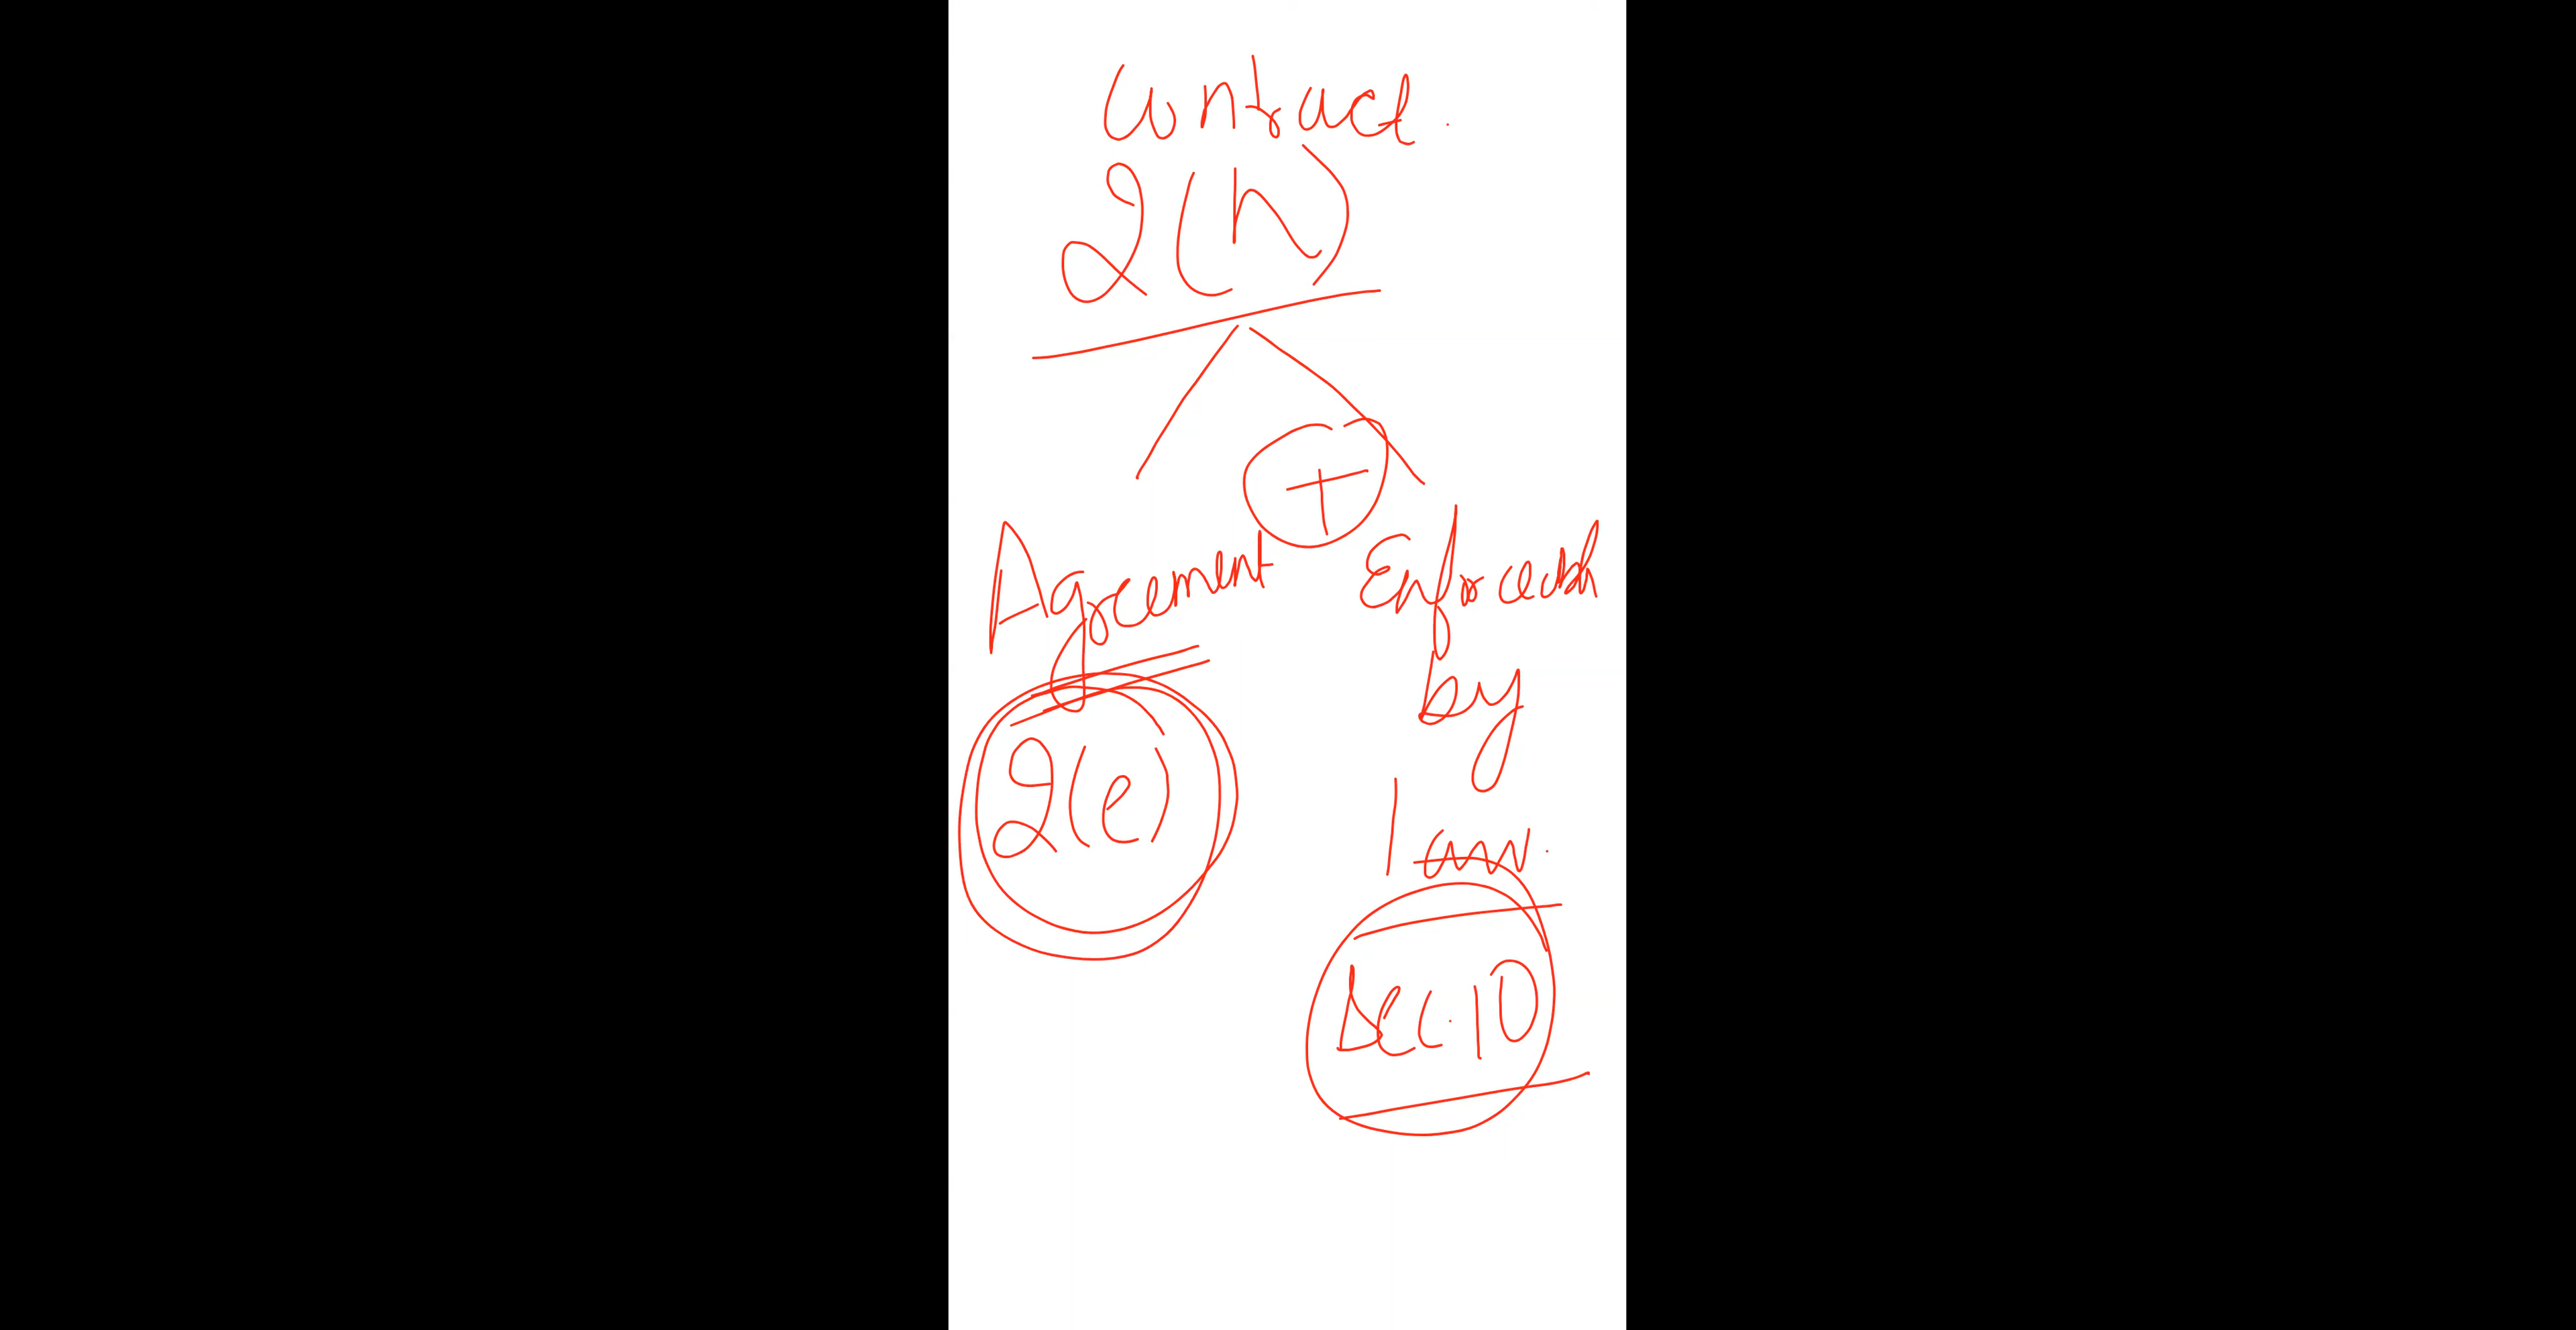 Contract.
2(h)
+
Agreement
Enforceable
by
law.
2(e)
Sec. 10